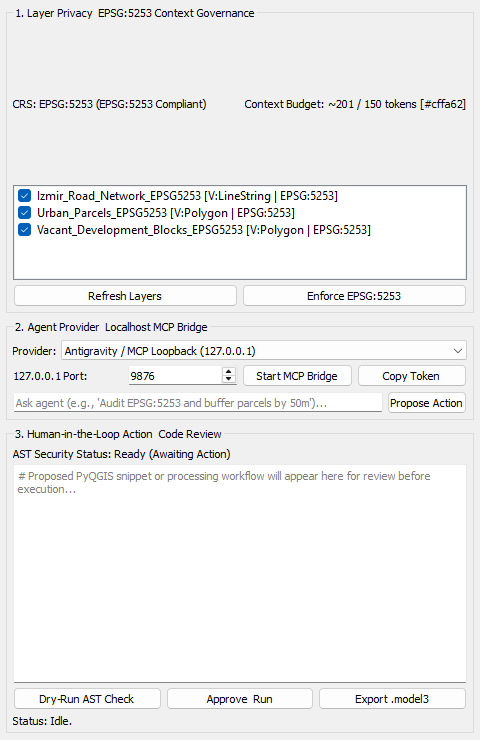 1. Layer Privacy  EPSG:5253 Context Governance
CRS: EPSG:5253 (EPSG:5253 Compliant)
Context Budget: ~201 / 150 tokens [#cffa62]
Izmir_Road_Network_EPSG5253 [V:LineString | EPSG:5253]
Urban_Parcels_EPSG5253 [V:Polygon | EPSG:5253]
Vacant_Development_Blocks_EPSG5253 [V:Polygon | EPSG:5253]
Refresh Layers
Enforce EPSG:5253
2. Agent Provider  Localhost MCP Bridge
Provider: Antigravity / MCP Loopback (127.0.0.1)
127.0.0.1 Port: 9876 Start MCP Bridge Copy Token
Ask agent (e.g., 'Audit EPSG:5253 and buffer parcels by 50m')... Propose Action
3. Human-in-the-Loop Action  Code Review
AST Security Status: Ready (Awaiting Action)
# Proposed PyQGIS snippet or processing workflow will appear here for review before
execution...
Dry-Run AST Check
Approve  Run
Export .model3
Status: Idle.